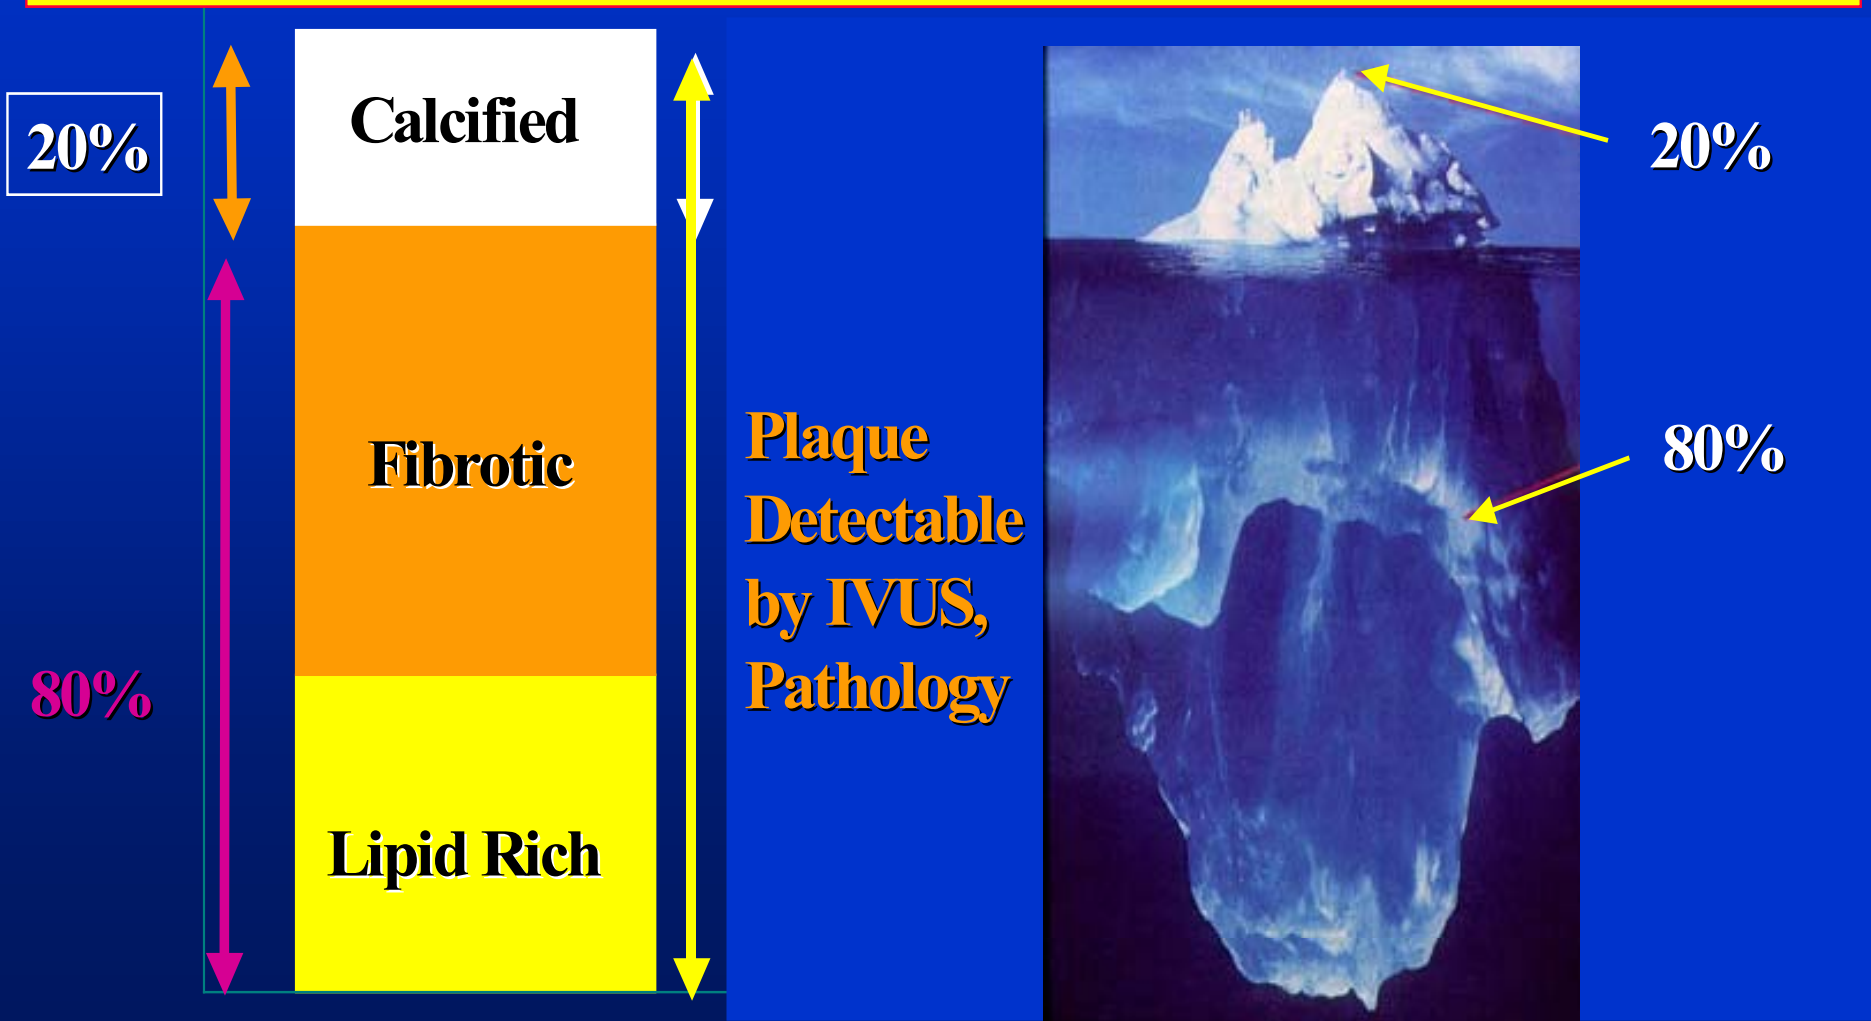 20%
Calcified
20%
Fibrotic
80%
Plaque
Detectable
by IVUS,
Pathology
80%
Lipid Rich